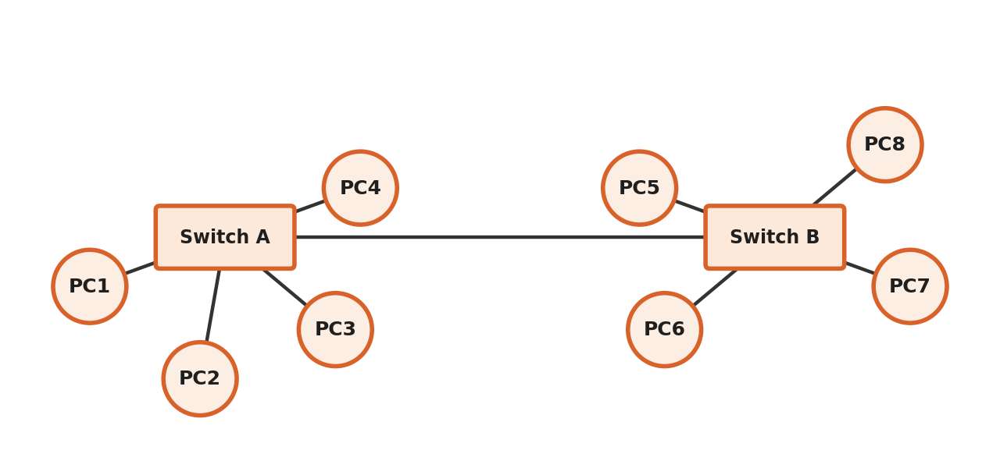 PC8
PC4
PC5
Switch A
Switch B
PC1
PC7
PC3
PC6
PC2